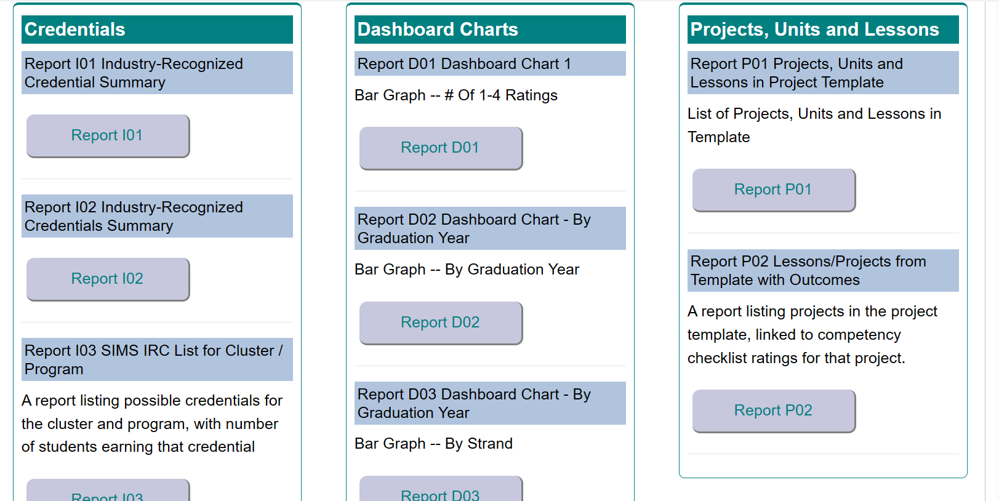 Credentials
Report I01 Industry-Recognized
Credential Summary
Report I01
Report I02 Industry-Recognized
Credentials Summary
Report I02
Report I03 SIMS IRC List for Cluster /
Program
A report listing possible credentials for
the cluster and program, with number
of students earning that credential
Report I03
Dashboard Charts
Report D01 Dashboard Chart 1
Bar Graph -- # Of 1-4 Ratings
Report D01
Report D02 Dashboard Chart - By
Graduation Year
Bar Graph -- By Graduation Year
Report D02
Report D03 Dashboard Chart - By
Graduation Year
Bar Graph -- By Strand
Report D03
Projects, Units and Lessons
Report P01 Projects, Units and
Lessons in Project Template
List of Projects, Units and Lessons in
Template
Report P01
Report P02 Lessons/Projects from
Template with Outcomes
A report listing projects in the project
template, linked to competency
checklist ratings for that project.
Report P02